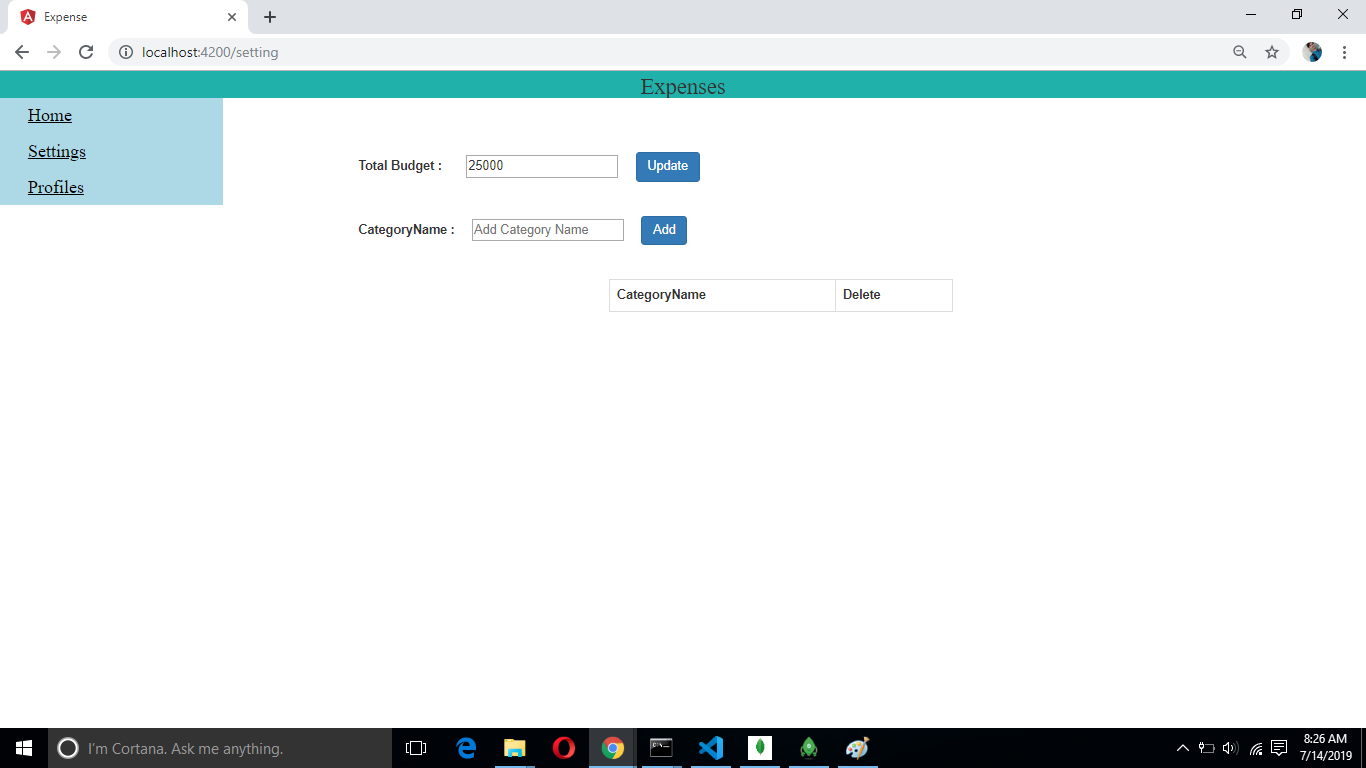 Expense
localhost:4200/setting
Expenses
Home
Settings
Profiles
Total Budget : 25000 Update
CategoryName : Add Category Name Add
CategoryName Delete
I'm Cortana. Ask me anything.
8:26 AM
7/14/2019